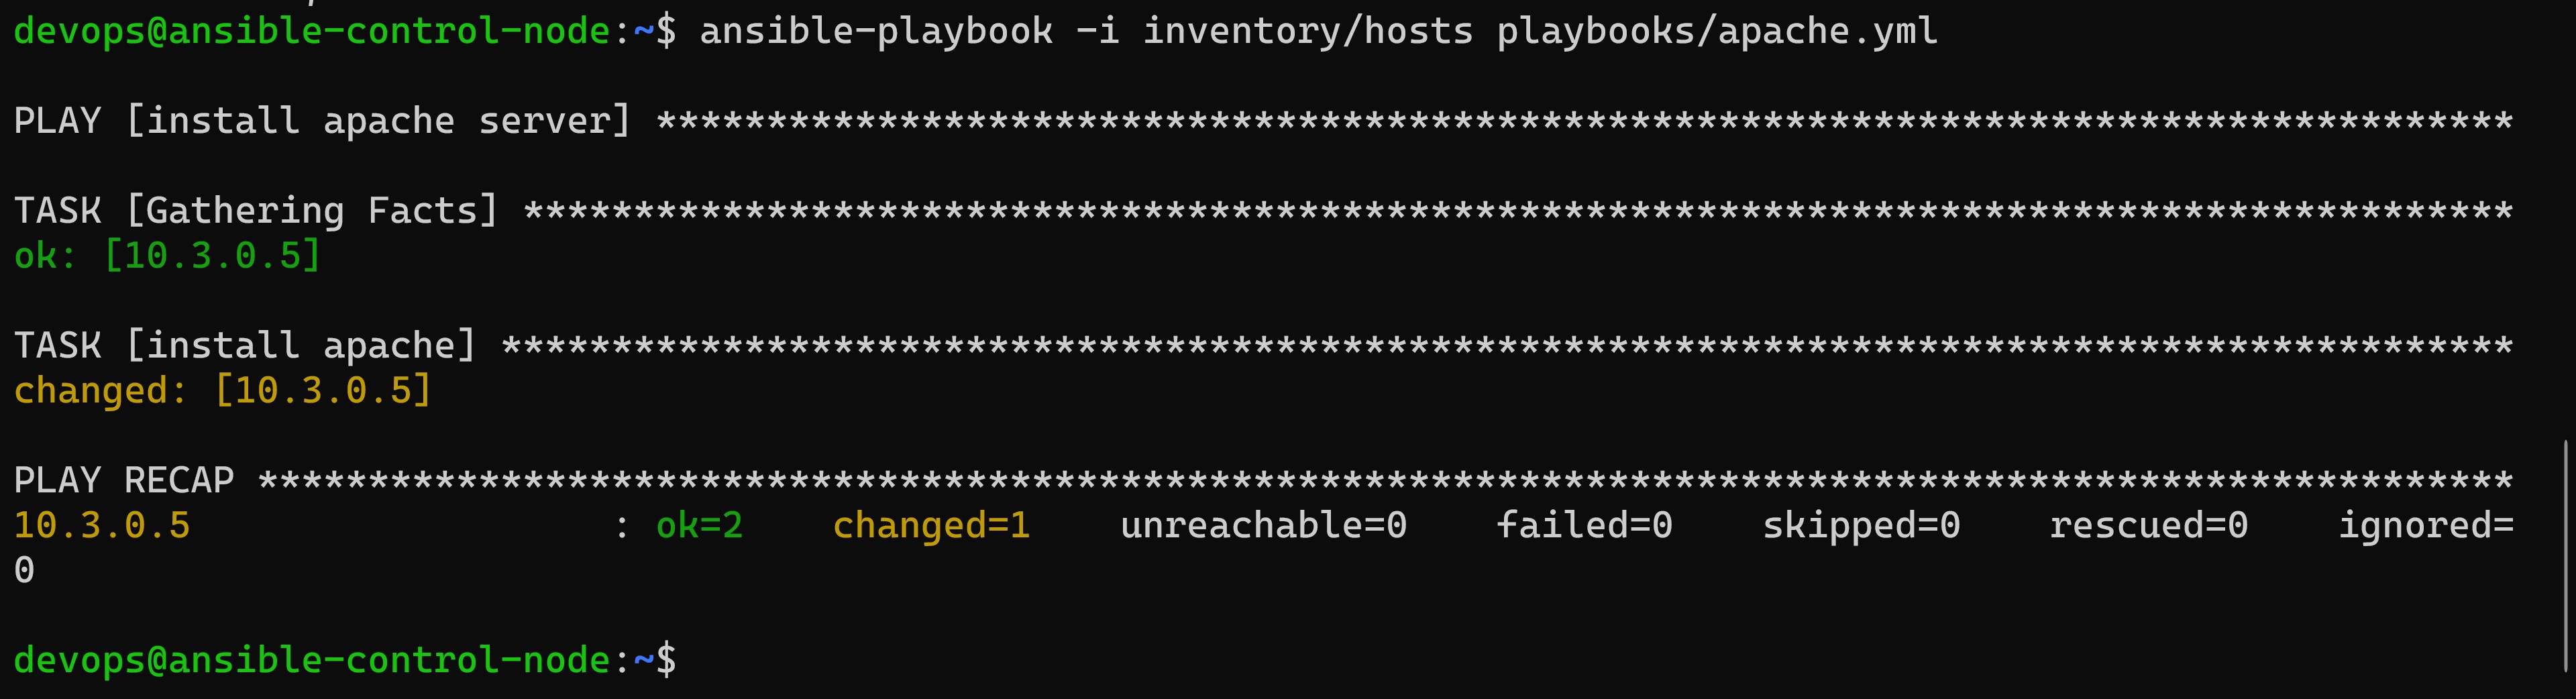 devops@ansible-control-node:~$ ansible-playbook -i inventory/hosts playbooks/apache.yml
PLAY [install apache server] ************************************************************************************
TASK [Gathering Facts] ******************************************************************************************
ok: [10.3.0.5]
TASK [install apache] *******************************************************************************************
changed: [10.3.0.5]
PLAY RECAP ******************************************************************************************************
10.3.0.5                   : ok=2    changed=1    unreachable=0    failed=0    skipped=0    rescued=0    ignored=
0
devops@ansible-control-node:~$